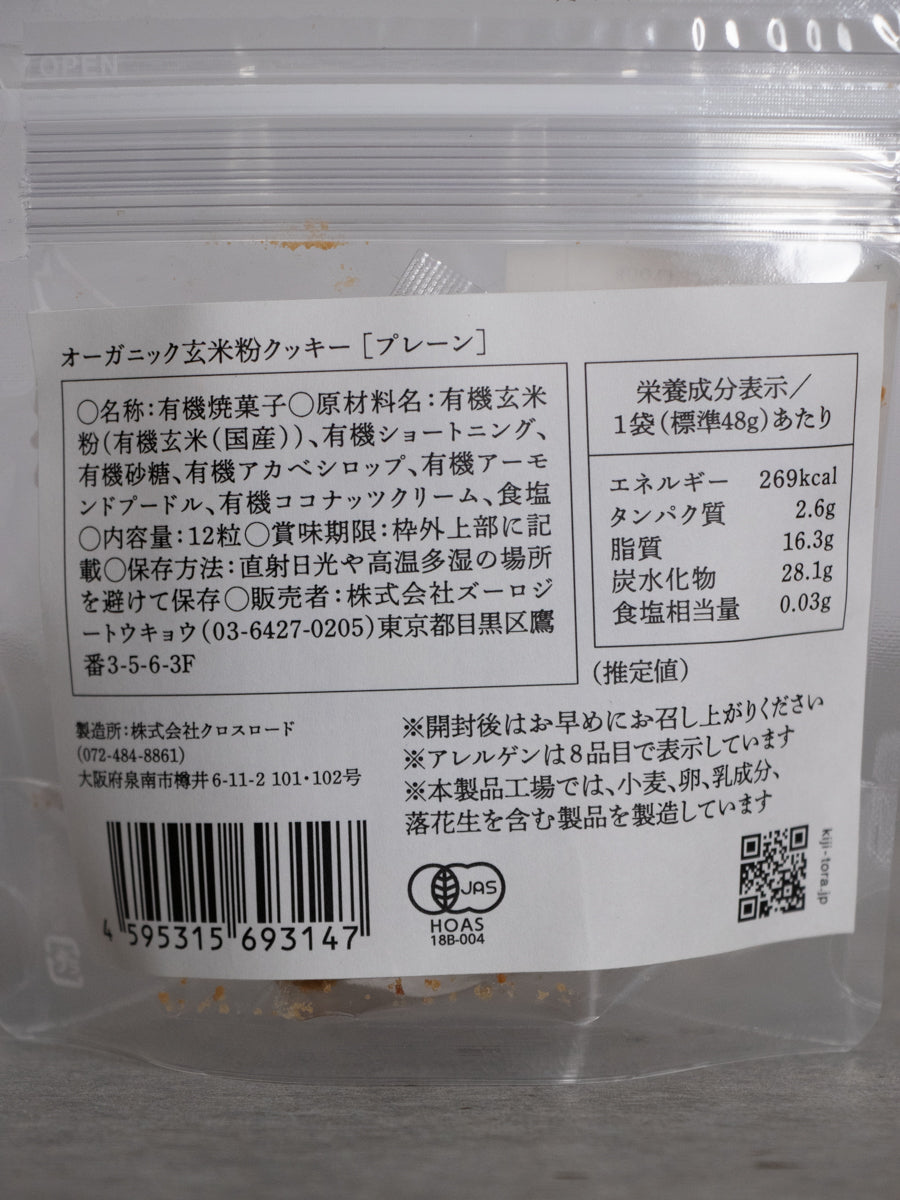 OPEN
オーガニック玄米粉クッキー［プレーン］
〇名称：有機焼菓子〇原材料名：有機玄米
粉（有機玄米（国産））、有機ショートニング、
有機砂糖、有機アカベシロップ、有機アーモ
ンドプードル、有機ココナッツクリーム、食塩
〇内容量：12粒〇賞味期限：枠外上部に記
載〇保存方法：直射日光や高温多湿の場所
を避けて保存〇販売者：株式会社ズーロジ
ートウキョウ（03-6427-0205）東京都目黒区鷹
番3-5-6-3F
栄養成分表示／
1袋（標準48g）あたり
エネルギー 269kcal
タンパク質 2.6g
脂質 16.3g
炭水化物 28.1g
食塩相当量 0.03g
（推定値）
製造所：株式会社クロスロード
（072-484-8861）
大阪府泉南市樽井6-11-2 101・102号
※開封後はお早めにお召し上がりください
※アレルゲンは8品目で表示しています
※本製品工場では、小麦、卵、乳成分、
落花生を含む製品を製造しています
4 595315 693147
JAS
HOAS
18B-004
kiji-tora.jp